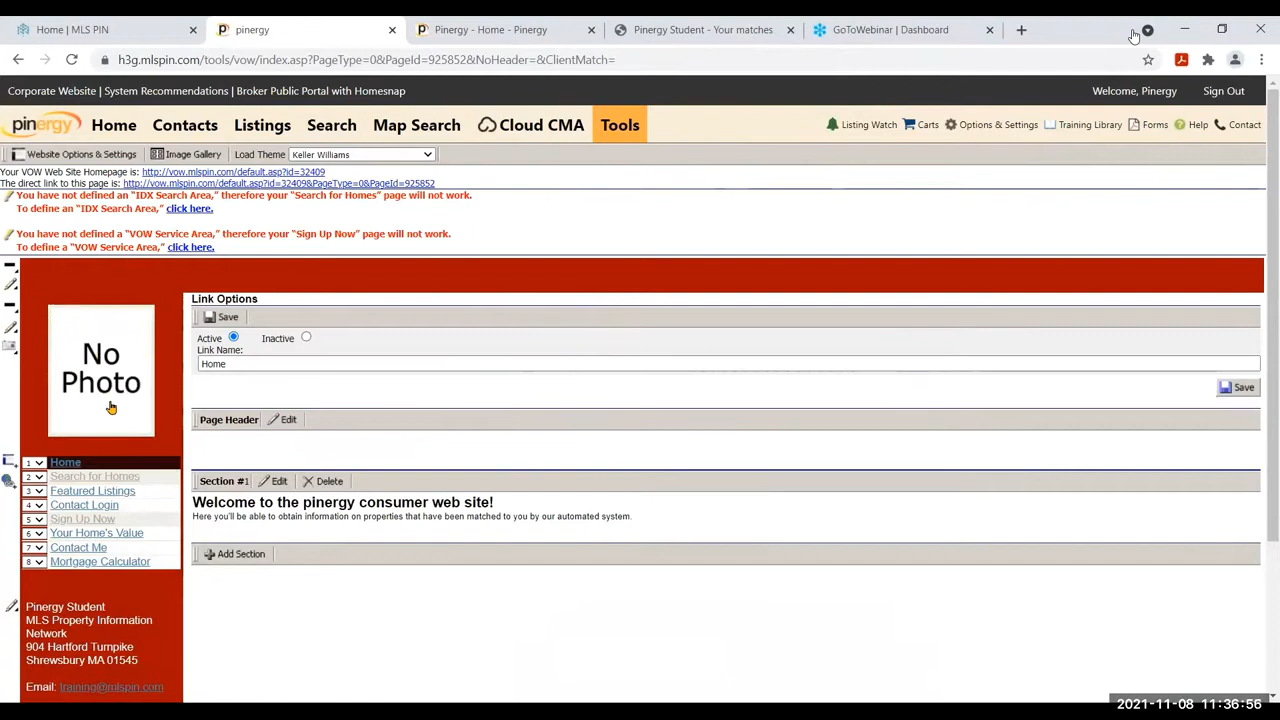 Home | MLS PIN
pinergy
Pinergy - Home - Pinergy
Pinergy Student - Your matches
GoToWebinar | Dashboard
h3g.mlspin.com/tools/vow/index.asp?PageType=0&PageId=925852&NoHeader=&ClientMatch=
Corporate Website | System Recommendations | Broker Public Portal with Homesnap
Welcome, Pinergy Sign Out
pinergy Home Contacts Listings Search Map Search Cloud CMA Tools
Listing Watch Carts Options & Settings Training Library Forms Help Contact
Website Options & Settings Image Gallery Load Theme Keller Williams
Your VOW Web Site Homepage is: http://vow.mlspin.com/default.asp?id=32409
The direct link to this page is: http://vow.mlspin.com/default.asp?id=32409&PageType=0&PageId=925852
You have not defined an “IDX Search Area,” therefore your “Search for Homes” page will not work.
To define an “IDX Search Area,” click here.
You have not defined a “VOW Service Area,” therefore your “Sign Up Now” page will not work.
To define a “VOW Service Area,” click here.
No
Photo
1 Home
2 Search for Homes
3 Featured Listings
4 Contact Login
5 Sign Up Now
6 Your Home's Value
7 Contact Me
8 Mortgage Calculator
Pinergy Student
MLS Property Information
Network
904 Hartford Turnpike
Shrewsbury MA 01545
Email: training@mlspin.com
Link Options
Save
Active Inactive
Link Name:
Home
Save
Page Header Edit
Section #1 Edit Delete
Welcome to the pinergy consumer web site!
Here you'll be able to obtain information on properties that have been matched to you by our automated system.
Add Section
2021-11-08 11:36:56